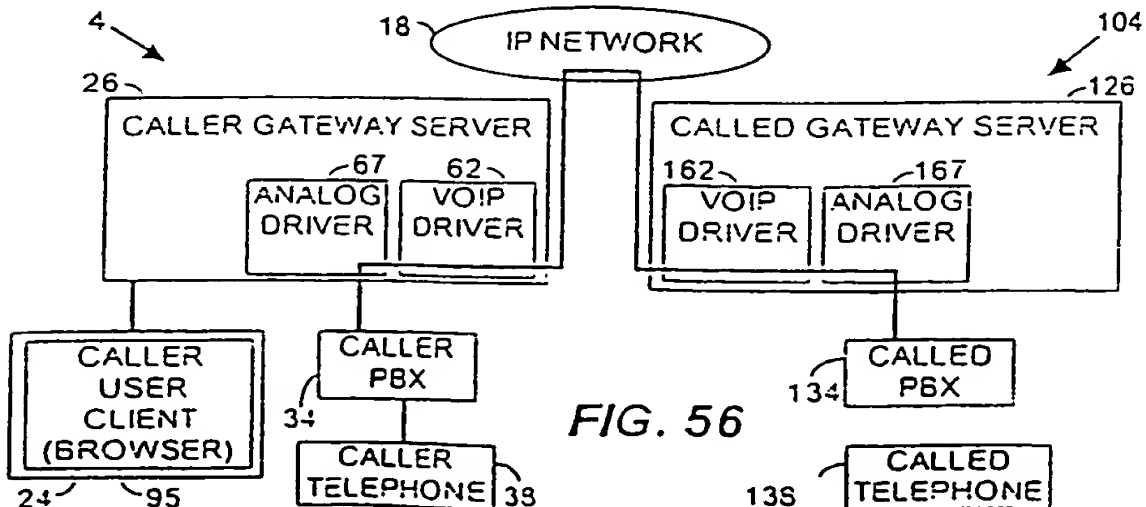 4
18
IP NETWORK
104
26
126
CALLER GATEWAY SERVER
CALLED GATEWAY SERVER
67
62
162
167
ANALOG
DRIVER
VOIP
DRIVER
VOIP
DRIVER
ANALOG
DRIVER
CALLER
USER
CLIENT
(BROWSER)
CALLER
PBX
34
CALLED
PBX
134
FIG. 56
CALLER
TELEPHONE
38
CALLED
TELEPHONE
138
24
95